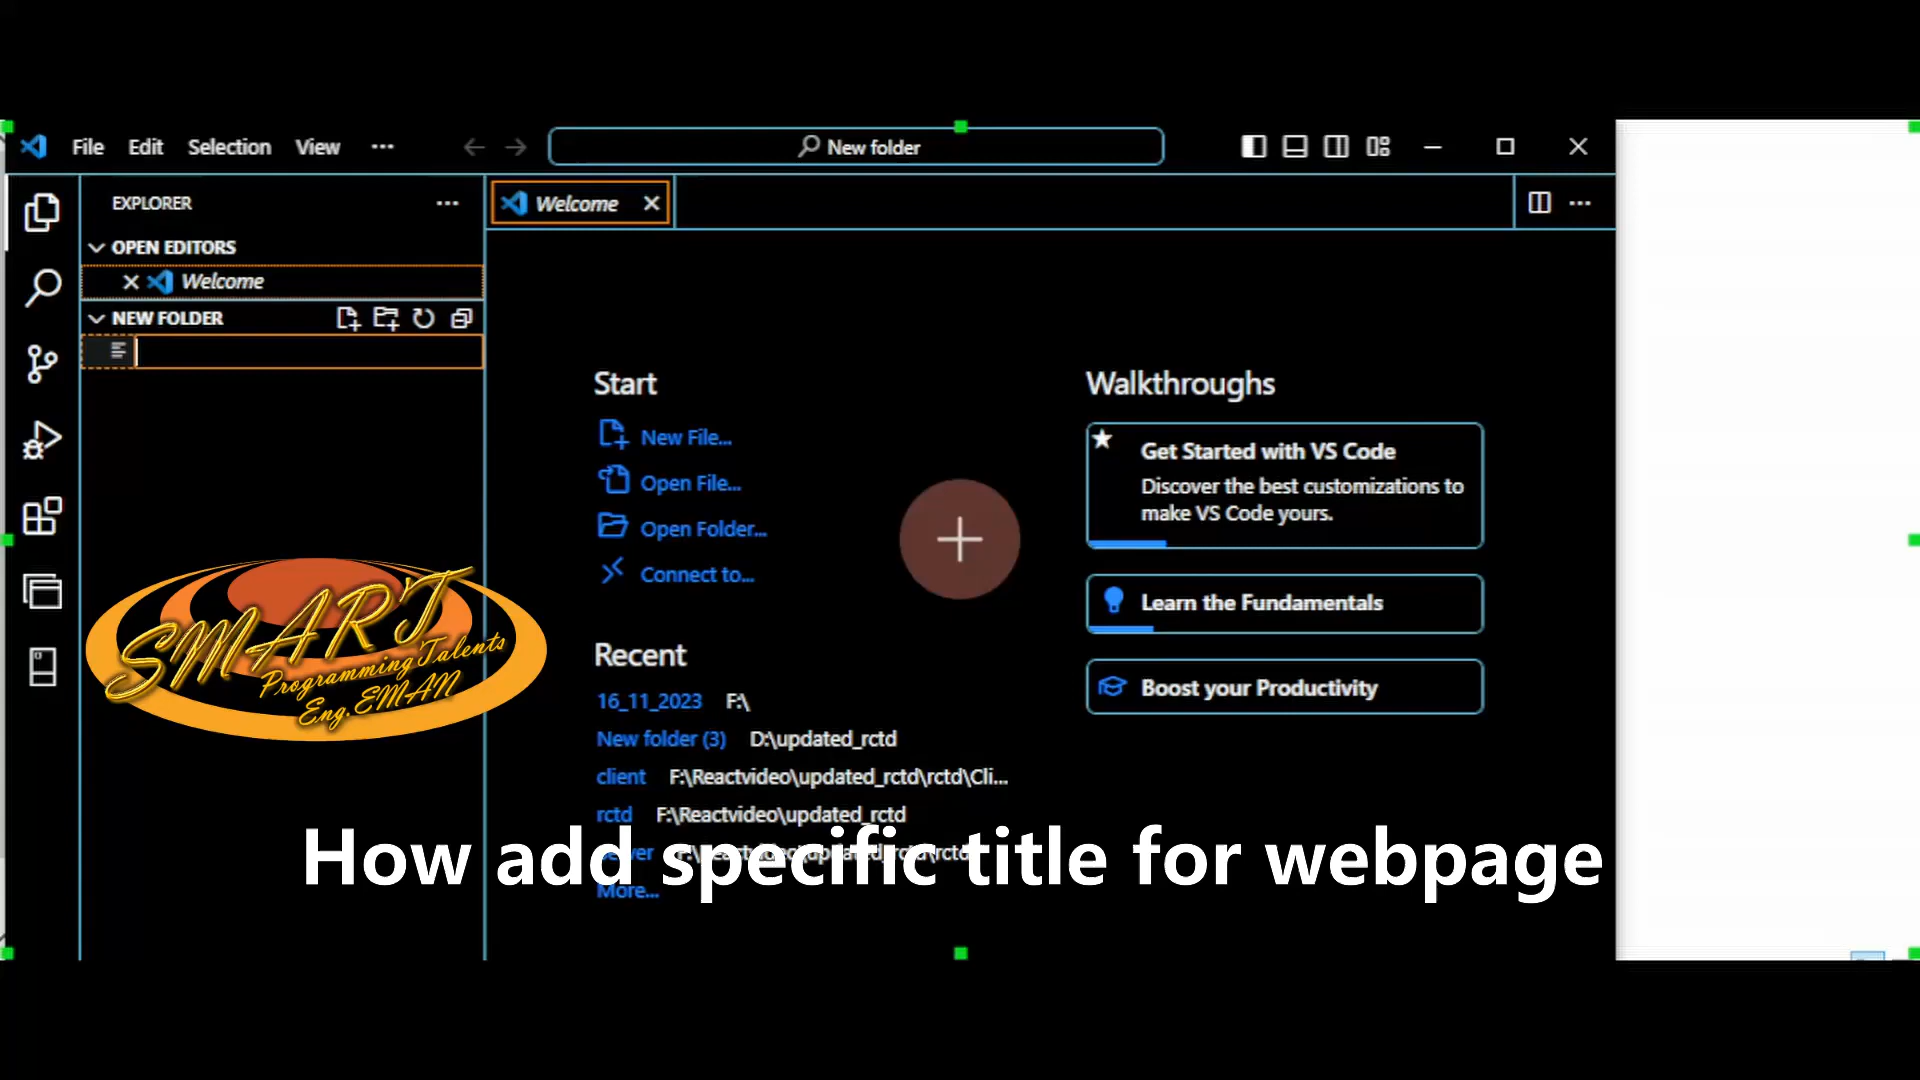 File Edit Selection View ··· New folder
EXPLORER ···
Welcome
OPEN EDITORS
Welcome
NEW FOLDER
Start
New File...
Open File...
Open Folder...
Connect to...
Recent
16_11_2023 F:\
New folder (3) D:\updated_rctd
client F:\Reactvideo\updated_rctd\rctd\Cli...
rctd F:\Reactvideo\updated_rctd
More...
Walkthroughs
Get Started with VS Code
Discover the best customizations to
make VS Code yours.
Learn the Fundamentals
Boost your Productivity
SMART
Programming Talents
Eng.EMAN
How add specific title for webpage